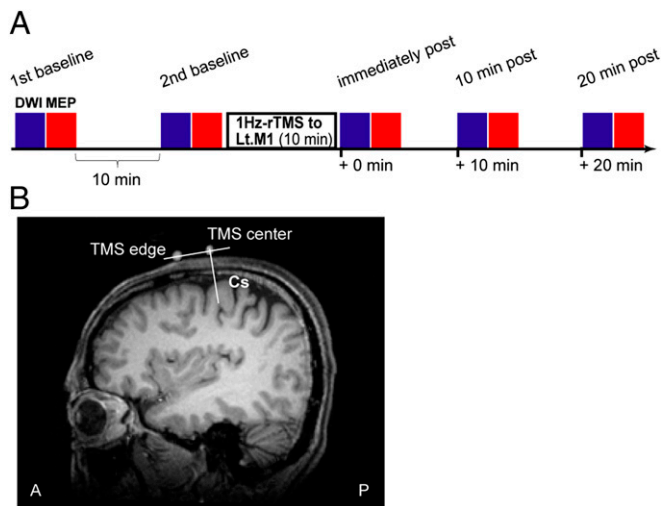 A
1st baseline
2nd baseline
immediately post
10 min post
20 min post
DWI MEP
1Hz-rTMS to
Lt.M1 (10 min)
10 min
+ 0 min
+ 10 min
+ 20 min
B
TMS edge
TMS center
Cs
A
P